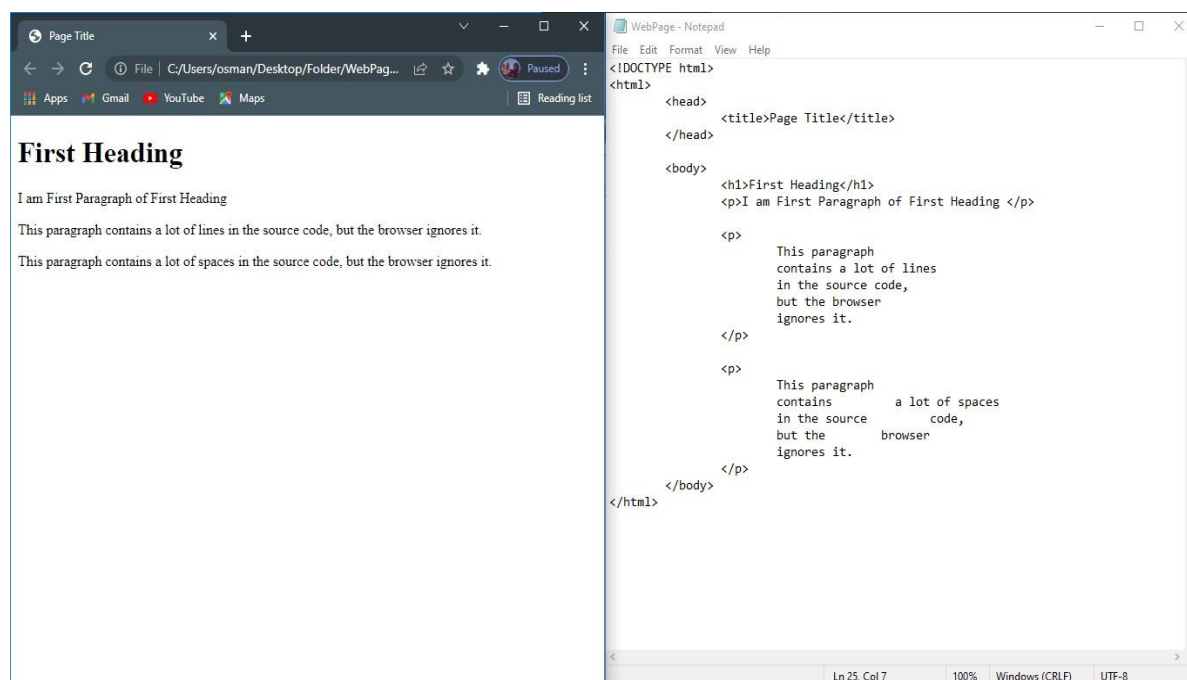 Page Title
File C:/Users/osman/Desktop/Folder/WebPag... Paused
Apps Gmail YouTube Maps Reading list
First Heading
I am First Paragraph of First Heading
This paragraph contains a lot of lines in the source code, but the browser ignores it.
This paragraph contains a lot of spaces in the source code, but the browser ignores it.
WebPage - Notepad
File Edit Format View Help
<!DOCTYPE html>
<html>
<head>
<title>Page Title</title>
</head>
<body>
<h1>First Heading</h1>
<p>I am First Paragraph of First Heading </p>
<p>
This paragraph
contains a lot of lines
in the source code,
but the browser
ignores it.
</p>
<p>
This paragraph
contains         a lot of spaces
in the source         code,
but the        browser
ignores it.
</p>
</body>
</html>
Ln 25, Col 7 100% Windows (CRLF) UTF-8